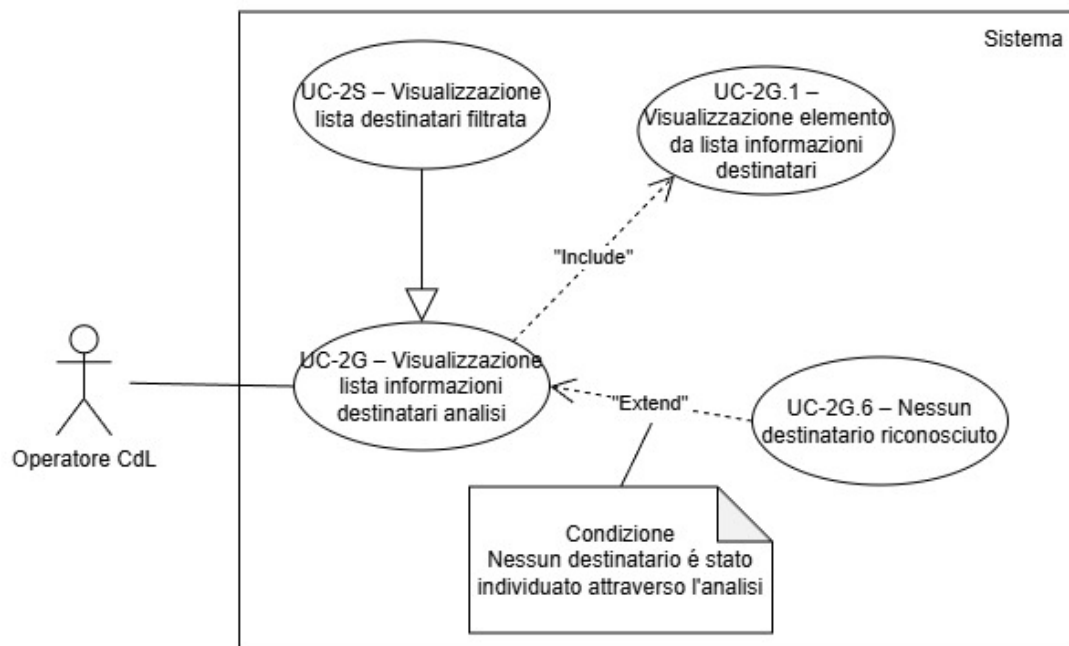 Sistema
UC-2S – Visualizzazione
lista destinatari filtrata
UC-2G.1 –
Visualizzazione elemento
da lista informazioni
destinatari
"Include"
UC-2G – Visualizzazione
lista informazioni
destinatari analisi
"Extend"
UC-2G.6 – Nessun
destinatario riconosciuto
Operatore CdL
Condizione
Nessun destinatario é stato
individuato attraverso l'analisi